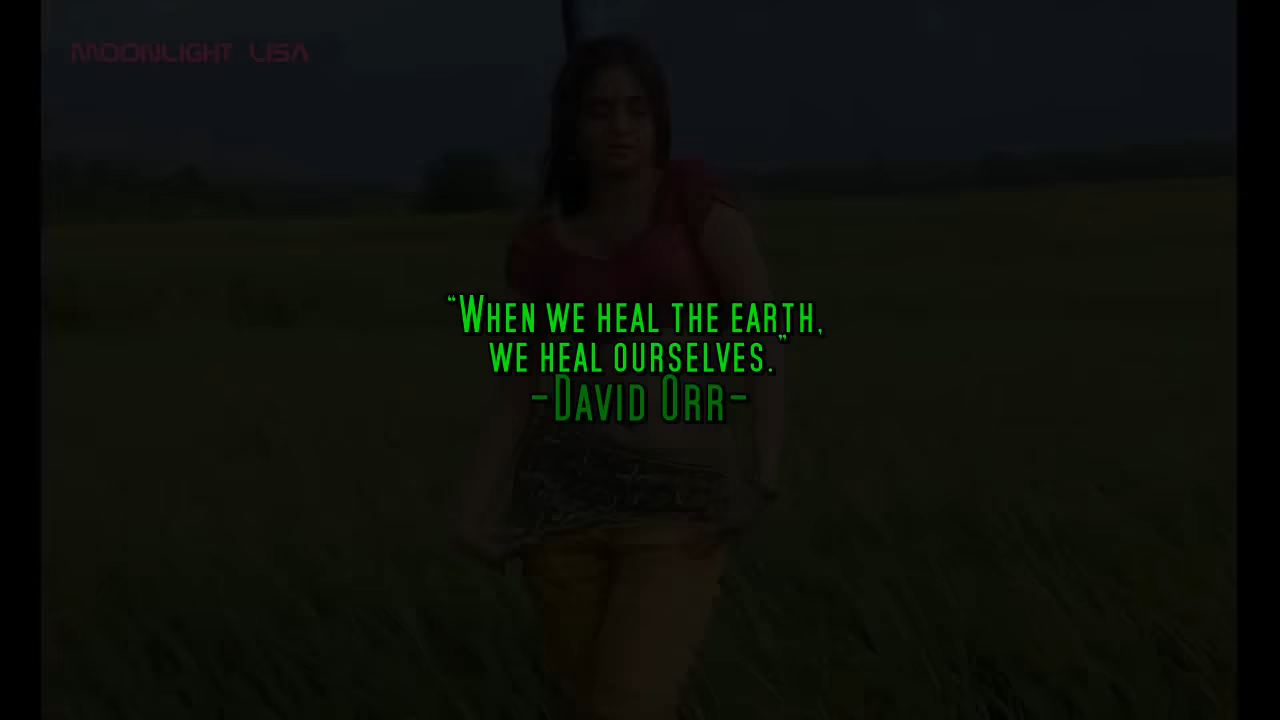 MOONLIGHT LISA
“When we heal the earth,
we heal ourselves.”
-David Orr-